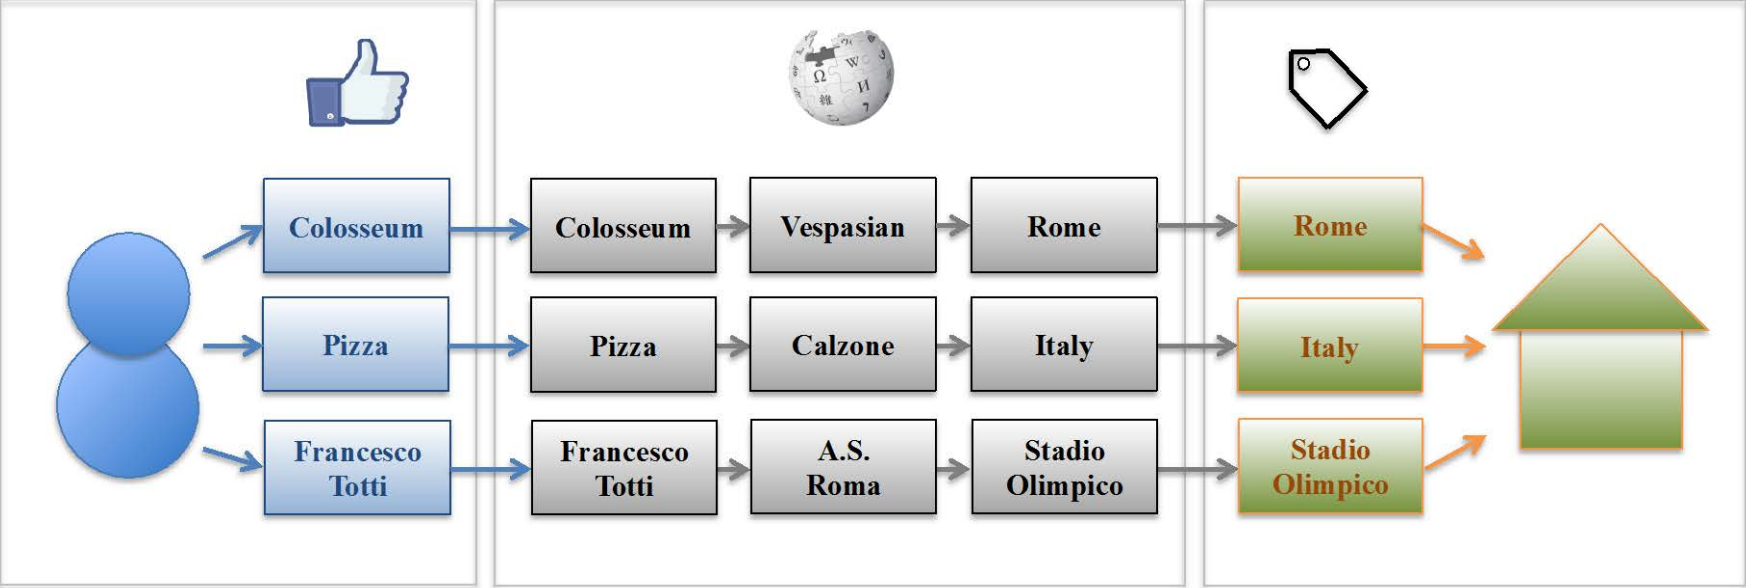 Ω W И 維
Colosseum
Colosseum
Vespasian
Rome
Rome
Pizza
Pizza
Calzone
Italy
Italy
Francesco
Totti
Francesco
Totti
A.S.
Roma
Stadio
Olimpico
Stadio
Olimpico